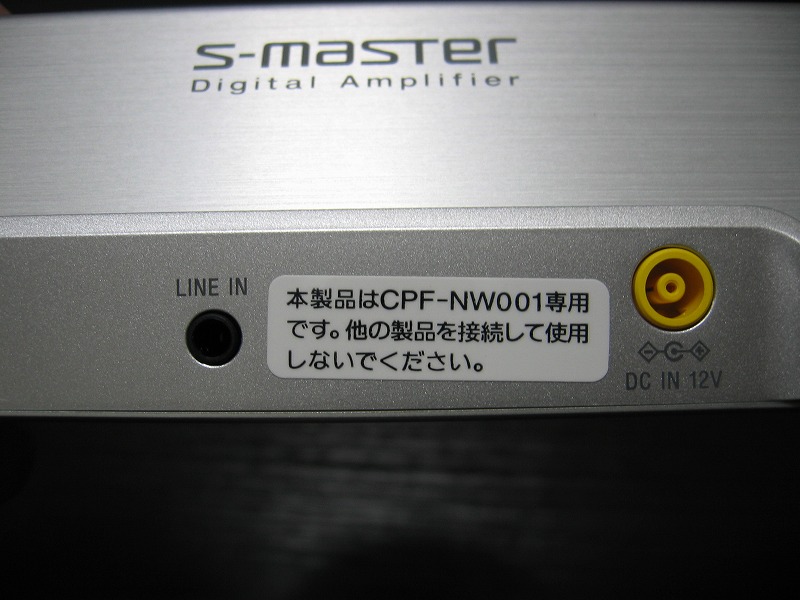 S-master
Digital Amplifier
LINE IN
本製品はCPF-NW001専用
です。他の製品を接続して使用
しないでください。
DC IN 12V